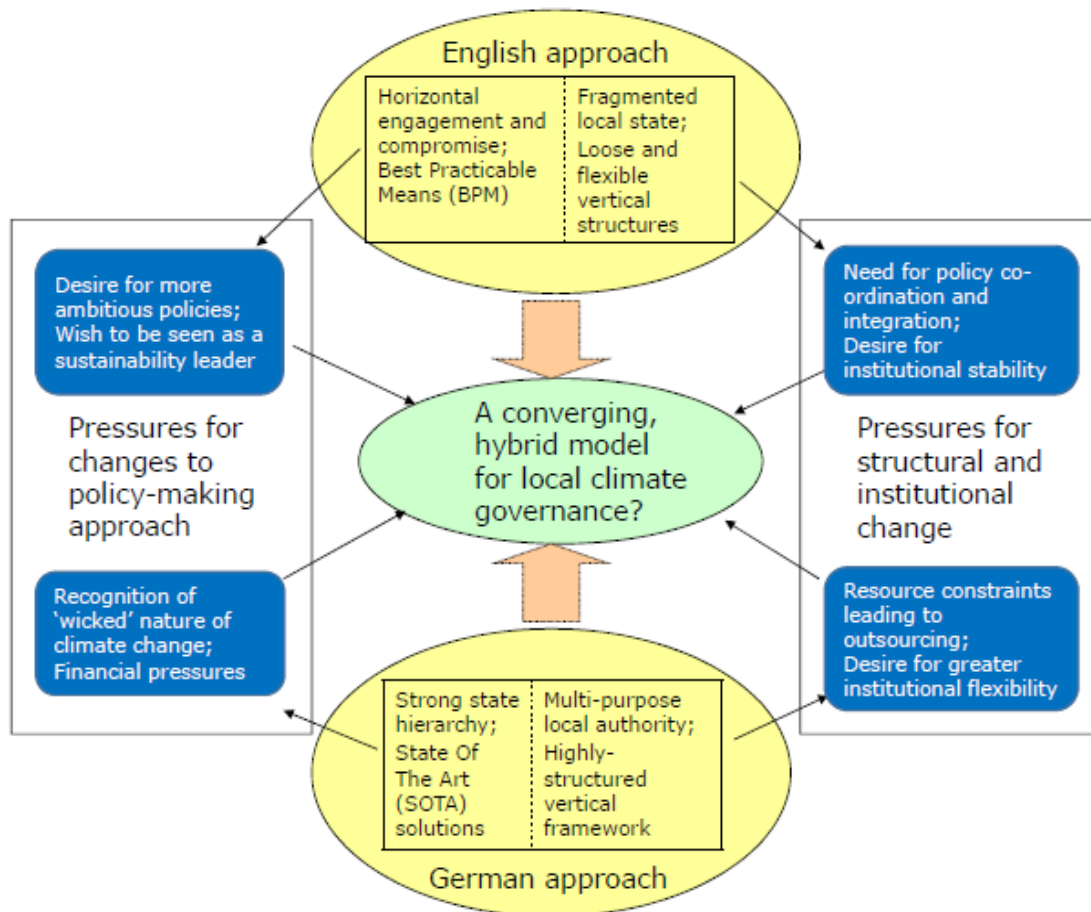 English approach
Horizontal
engagement and
compromise;
Best Practicable
Means (BPM)
Fragmented
local state;
Loose and
flexible
vertical
structures
Desire for more
ambitious policies;
Wish to be seen as a
sustainability leader
Need for policy co-
ordination and
integration;
Desire for
institutional stability
Pressures for
changes to
policy-making
approach
A converging,
hybrid model
for local climate
governance?
Pressures for
structural and
institutional
change
Recognition of
‘wicked’ nature of
climate change;
Financial pressures
Resource constraints
leading to
outsourcing;
Desire for greater
institutional flexibility
Strong state
hierarchy;
State Of
The Art
(SOTA)
solutions
Multi-purpose
local authority;
Highly-
structured
vertical
framework
German approach